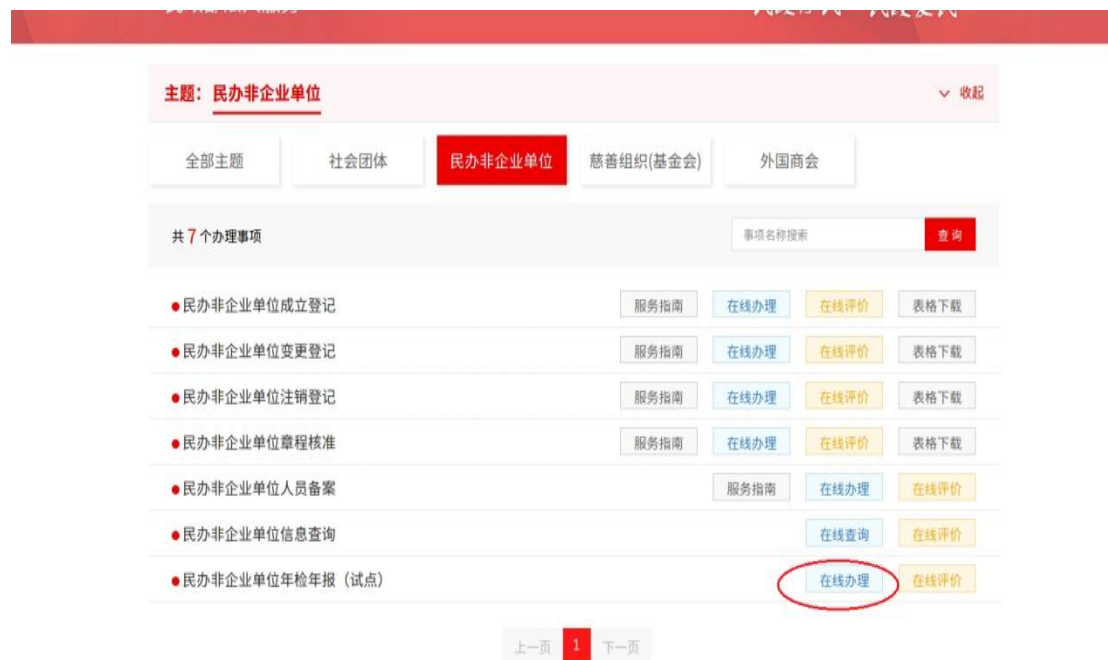 主题：民办非企业单位 收起
全部主题 社会团体 民办非企业单位 慈善组织(基金会) 外国商会
共7个办理事项 事项名称搜索 查询
民办非企业单位成立登记 服务指南 在线办理 在线评价 表格下载
民办非企业单位变更登记 服务指南 在线办理 在线评价 表格下载
民办非企业单位注销登记 服务指南 在线办理 在线评价 表格下载
民办非企业单位章程核准 服务指南 在线办理 在线评价 表格下载
民办非企业单位人员备案 服务指南 在线办理 在线评价
民办非企业单位信息查询 在线查询 在线评价
民办非企业单位年检年报（试点） 在线办理 在线评价
上一页 1 下一页